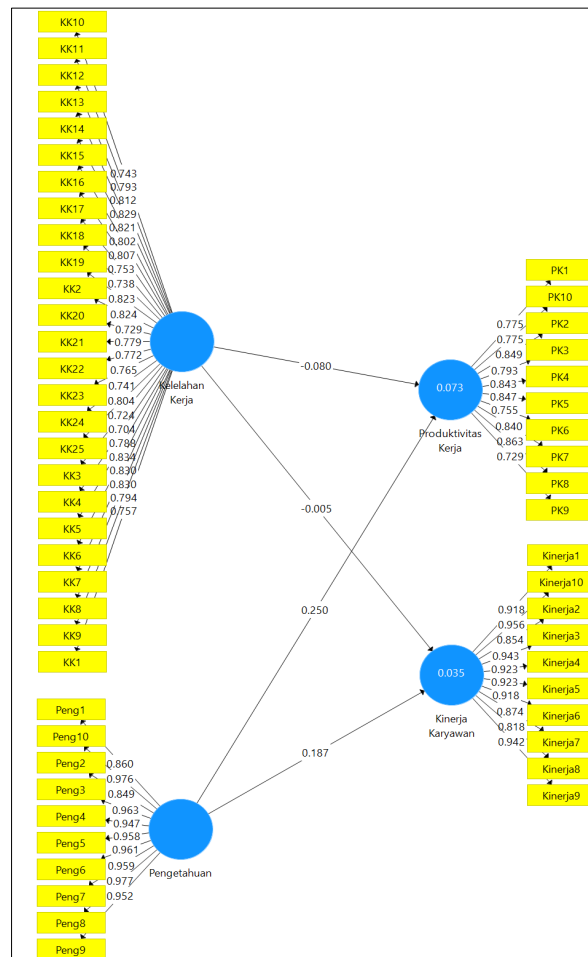 KK10
KK11
KK12
KK13
KK14
KK15
KK16
KK17
KK18
KK19
KK2
KK20
KK21
KK22
KK23
KK24
KK25
KK3
KK4
KK5
KK6
KK7
KK8
KK9
KK1
0.743
0.793
0.812
0.829
0.821
0.802
0.807
0.753
0.738
0.823
0.824
0.729
0.779
0.772
0.765
0.741
0.804
0.724
0.704
0.788
0.834
0.830
0.830
0.794
0.757
Kelelahan
Kerja
-0.080
-0.005
0.250
0.187
0.073
Produktivitas
Kerja
0.775
0.775
0.849
0.793
0.843
0.847
0.755
0.840
0.863
0.729
PK1
PK10
PK2
PK3
PK4
PK5
PK6
PK7
PK8
PK9
0.035
Kinerja
Karyawan
0.918
0.956
0.854
0.943
0.923
0.923
0.918
0.874
0.818
0.942
Kinerja1
Kinerja10
Kinerja2
Kinerja3
Kinerja4
Kinerja5
Kinerja6
Kinerja7
Kinerja8
Kinerja9
Peng1
Peng10
Peng2
Peng3
Peng4
Peng5
Peng6
Peng7
Peng8
Peng9
0.860
0.976
0.849
0.963
0.947
0.958
0.961
0.959
0.977
0.952
Pengetahuan